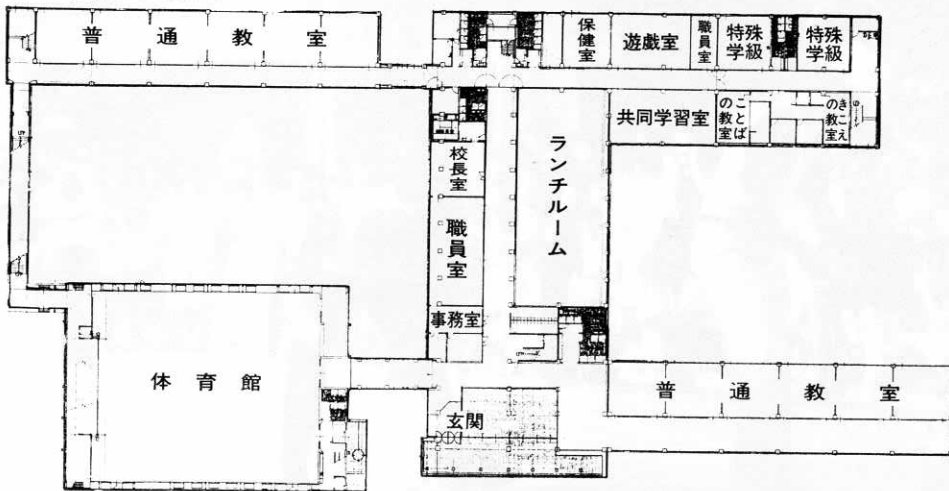 普通教室
保健室
遊戯室
職員室
特殊学級
特殊学級
共同学習室
ことばの教室
きこえの教室
校長室
ランチルーム
職員室
事務室
体育館
普通教室
玄関